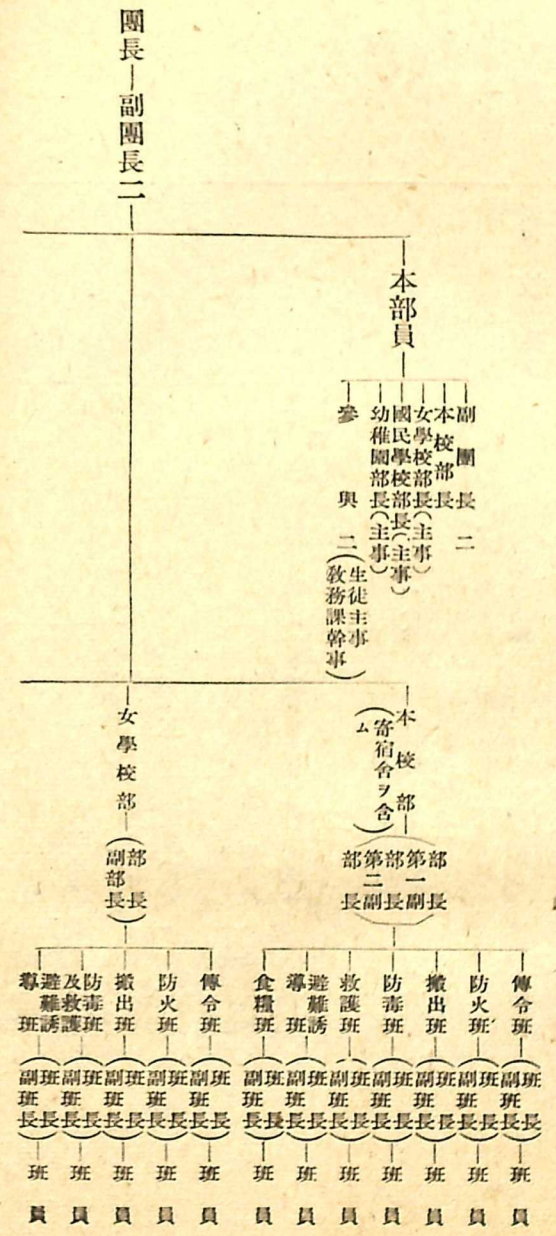 團長―副團長二
本部員
副團長 二
本校部長
女學校部長(主事)
國民學校部長(主事)
幼稚園部長(主事)
參與 二
(生徒主事
敎務課幹事)
本校部
(寄宿舍ヲ含
ム)
部長
第一副
部長
第二副
部長
傳令班
(班長
副班長)
班員
防火班
(班長
副班長)
班員
搬出班
(班長
副班長)
班員
防毒班
(班長
副班長)
班員
救護班
(班長
副班長)
班員
避難誘
導班
(班長
副班長)
班員
食糧班
(班長
副班長)
班員
女學校部
(部長
副部長)
傳令班
(班長
副班長)
班員
防火班
(班長
副班長)
班員
搬出班
(班長
副班長)
班員
防毒班
及救護
(班長
副班長)
班員
避難誘
導班
(班長
副班長)
班員